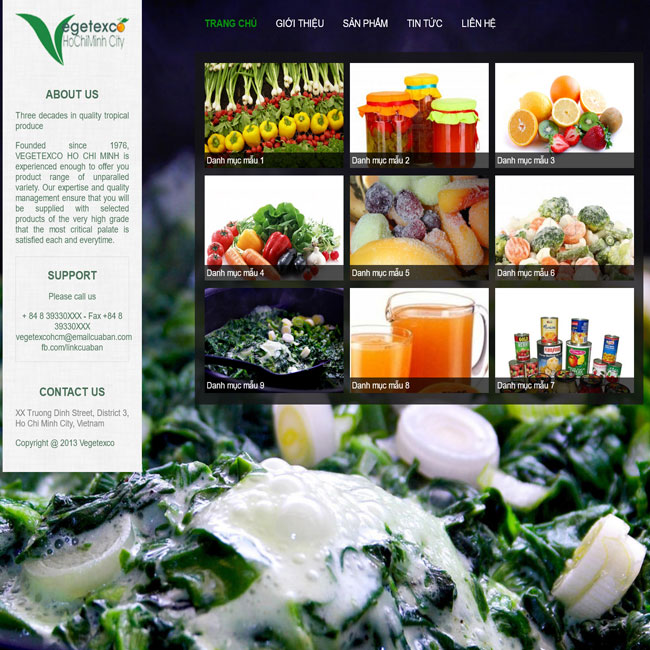 Vegetexco
HoChiMinh City
TRANG CHỦ
GIỚI THIỆU
SẢN PHẨM
TIN TỨC
LIÊN HỆ
ABOUT US
Three decades in quality tropical
produce
Founded since 1976,
VEGETEXCO HO CHI MINH is
experienced enough to offer you
product range of unparalled
variety. Our expertise and quality
management ensure that you will
be supplied with selected
products of the very high grade
that the most critical palate is
satisfied each and everytime.
SUPPORT
Please call us
+ 84 8 39330XXX - Fax +84 8
39330XXX
vegetexcohcm@emailcuaban.com
fb.com/linkcuaban
CONTACT US
XX Truong Dinh Street, District 3,
Ho Chi Minh City, Vietnam
Copyright @ 2013 Vegetexco
Danh mục mẫu 1
Danh mục mẫu 2
Danh mục mẫu 3
Danh mục mẫu 4
Danh mục mẫu 5
Danh mục mẫu 6
Danh mục mẫu 9
Danh mục mẫu 8
Danh mục mẫu 7